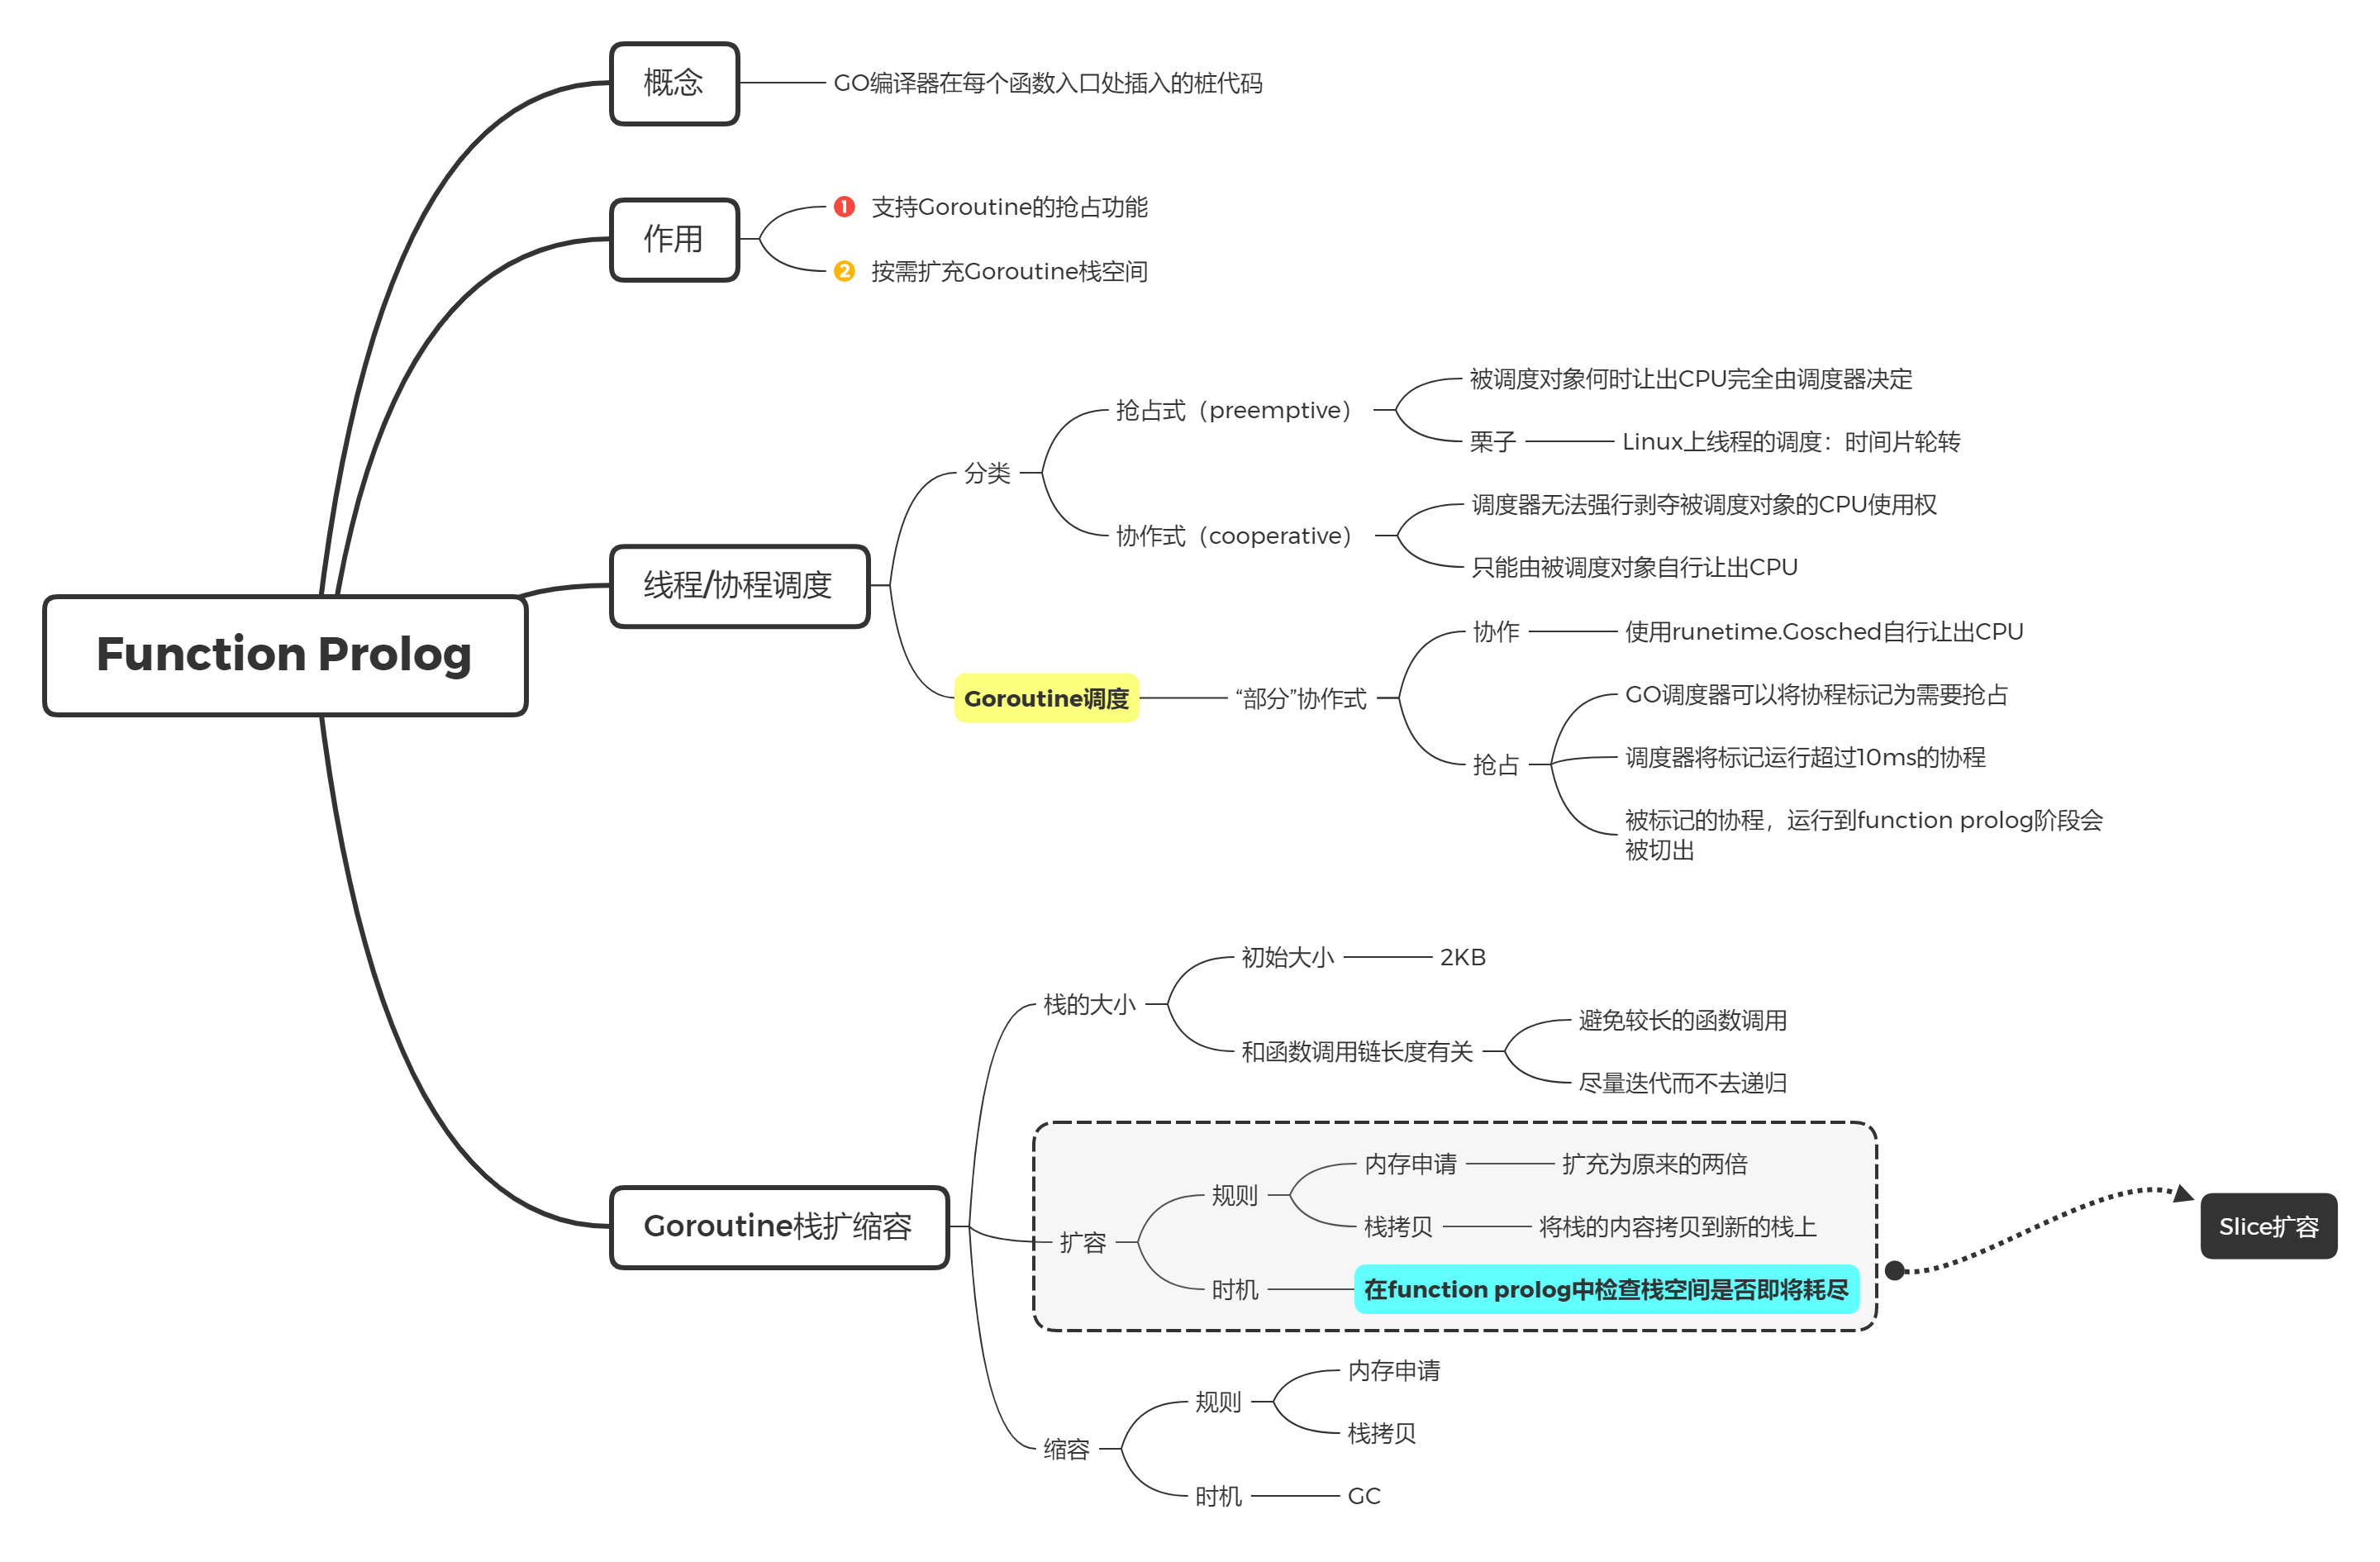 Function Prolog
概念
GO编译器在每个函数入口处插入的桩代码
作用
1 支持Goroutine的抢占功能
2 按需扩充Goroutine栈空间
线程/协程调度
分类
抢占式（preemptive）
被调度对象何时让出CPU完全由调度器决定
栗子
Linux上线程的调度：时间片轮转
协作式（cooperative）
调度器无法强行剥夺被调度对象的CPU使用权
只能由被调度对象自行让出CPU
Goroutine调度
“部分”协作式
协作
使用runetime.Gosched自行让出CPU
抢占
GO调度器可以将协程标记为需要抢占
调度器将标记运行超过10ms的协程
被标记的协程，运行到function prolog阶段会
被切出
Goroutine栈扩缩容
栈的大小
初始大小
2KB
和函数调用链长度有关
避免较长的函数调用
尽量迭代而不去递归
扩容
规则
内存申请
扩充为原来的两倍
栈拷贝
将栈的内容拷贝到新的栈上
时机
在function prolog中检查栈空间是否即将耗尽
Slice扩容
缩容
规则
内存申请
栈拷贝
时机
GC